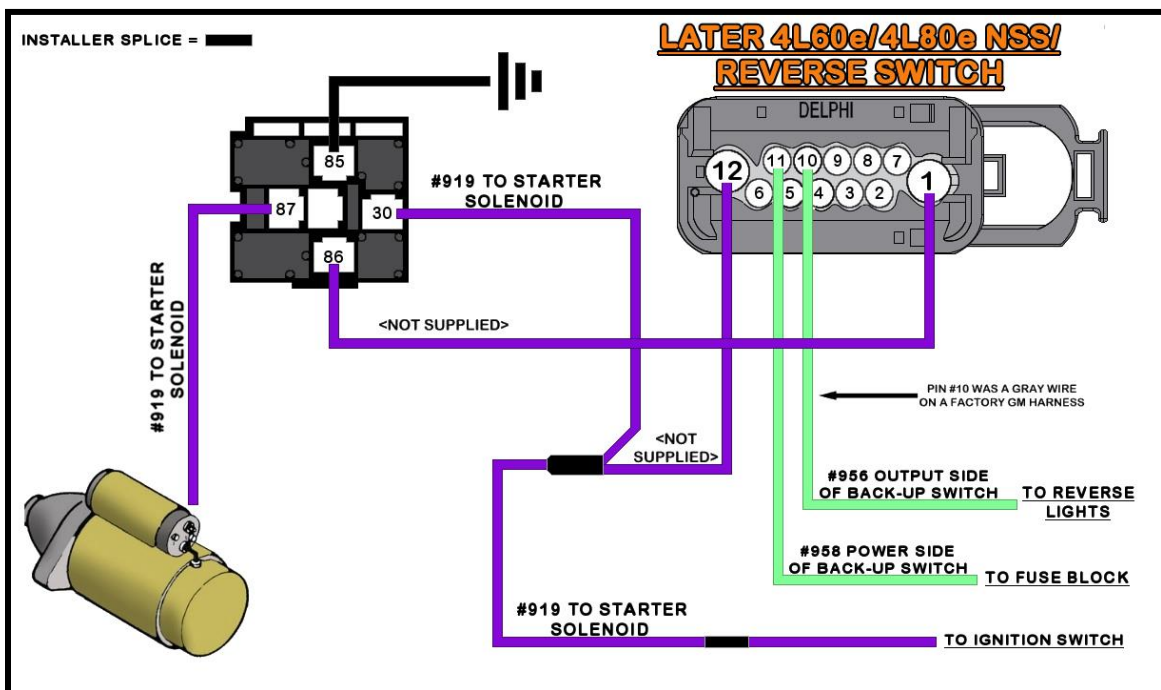 INSTALLER SPLICE =
LATER 4L60e/4L80e NSS/
REVERSE SWITCH
DELPHI
12
11
10
9
8
7
1
6
5
4
3
2
85
87
30
86
#919 TO STARTER
SOLENOID
#919 TO STARTER
SOLENOID
<NOT SUPPLIED>
PIN #10 WAS A GRAY WIRE
ON A FACTORY GM HARNESS
<NOT
SUPPLIED>
#956 OUTPUT SIDE
OF BACK-UP SWITCH
TO REVERSE
LIGHTS
#958 POWER SIDE
OF BACK-UP SWITCH
TO FUSE BLOCK
#919 TO STARTER
SOLENOID
TO IGNITION SWITCH